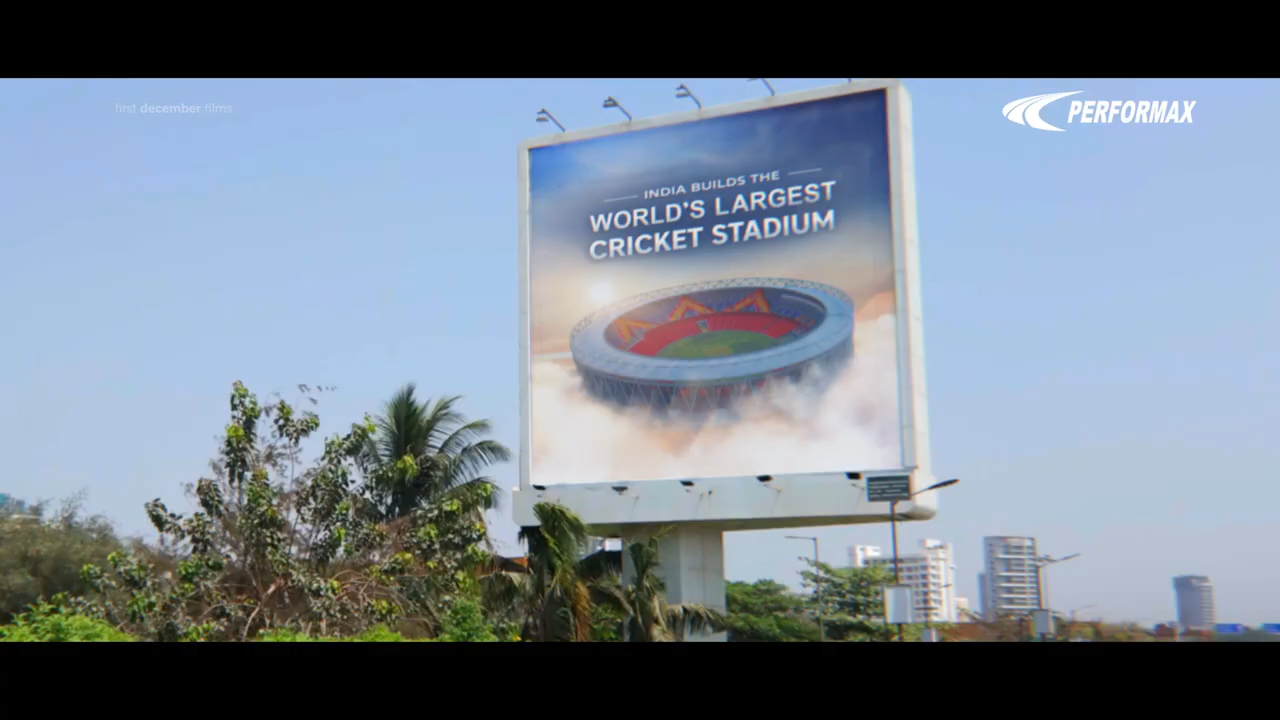 first december films
PERFORMAX
INDIA BUILDS THE
WORLD'S LARGEST
CRICKET STADIUM